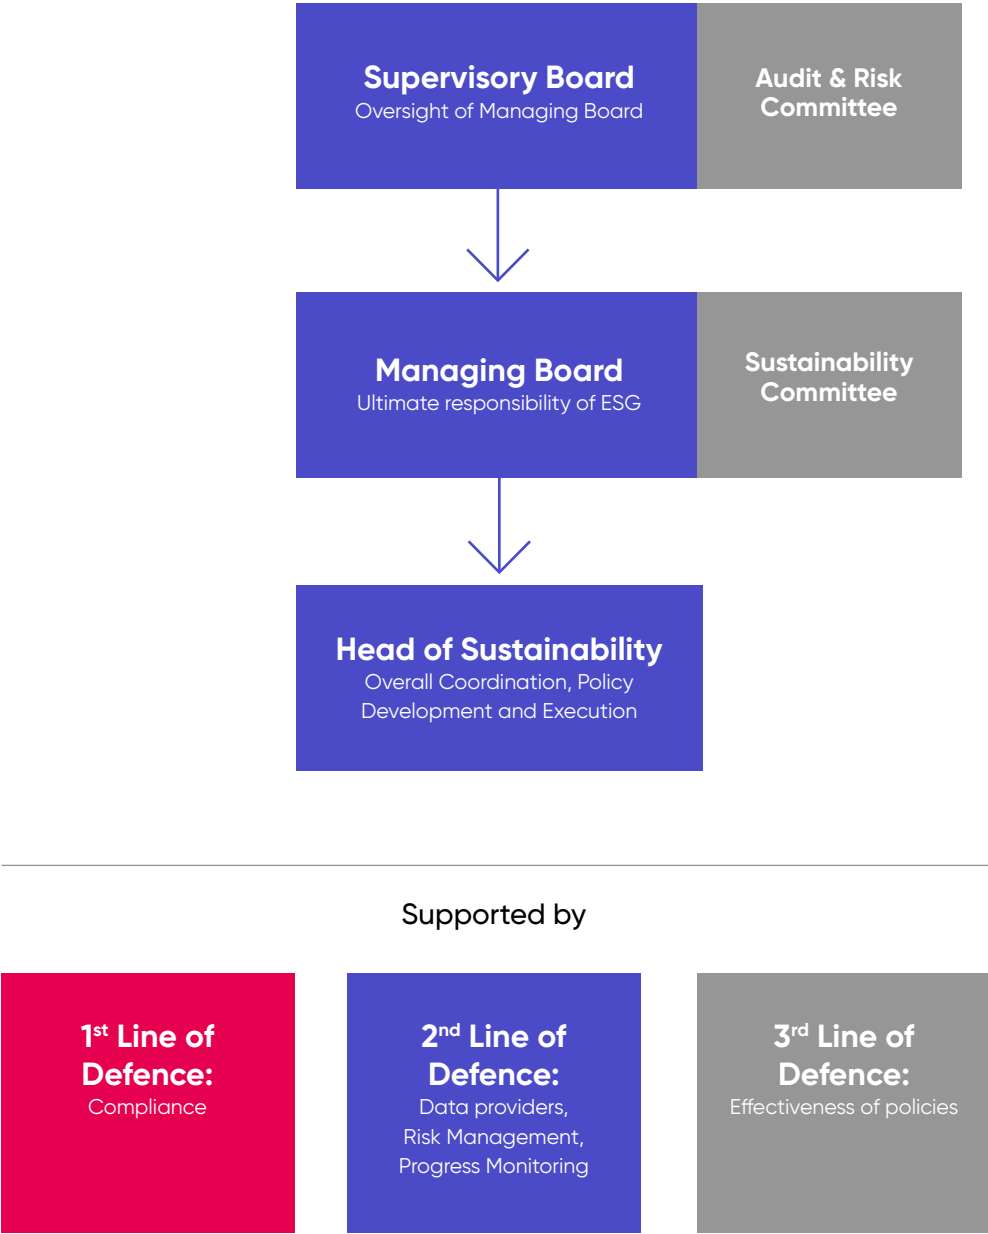 Supervisory Board
Oversight of Managing Board
Audit & Risk
Committee
Managing Board
Ultimate responsibility of ESG
Sustainability
Committee
Head of Sustainability
Overall Coordination, Policy
Development and Execution
Supported by
1st Line of
Defence:
Compliance
2nd Line of
Defence:
Data providers,
Risk Management,
Progress Monitoring
3rd Line of
Defence:
Effectiveness of policies